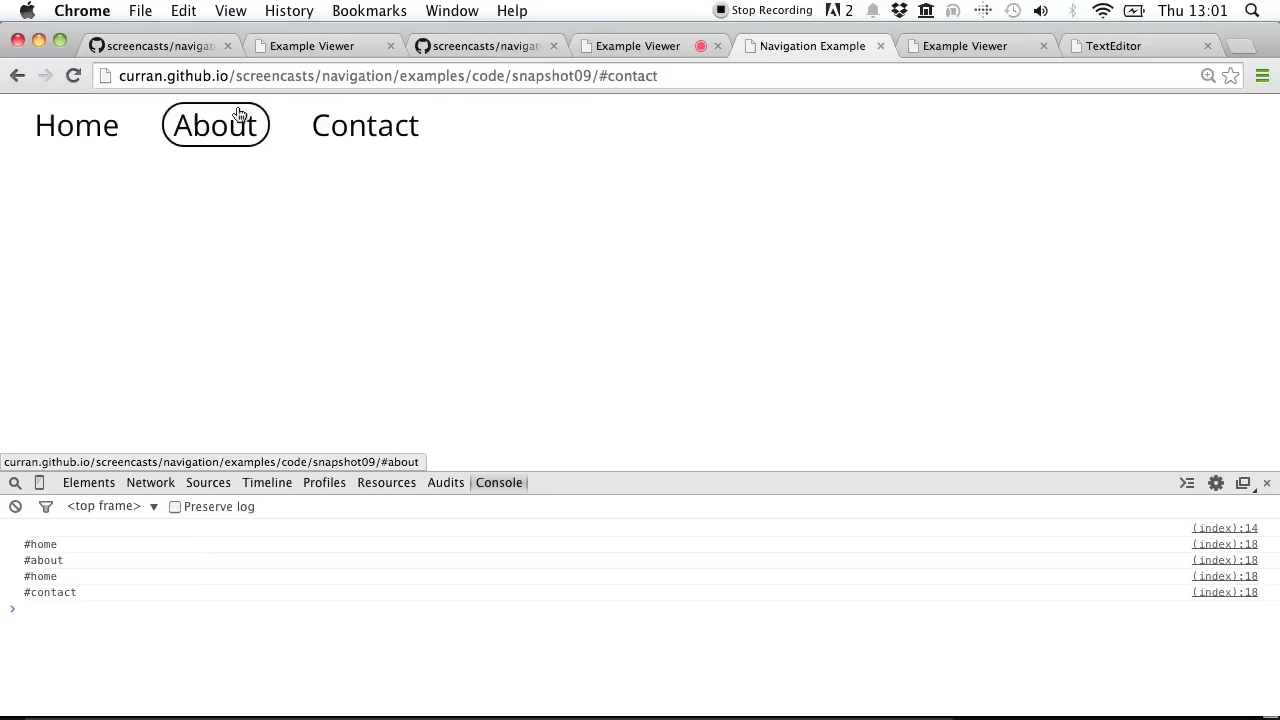 Chrome File Edit View History Bookmarks Window Help Stop Recording 2 Thu 13:01
screencasts/navigat Example Viewer screencasts/navigat Example Viewer Navigation Example Example Viewer TextEditor
curran.github.io/screencasts/navigation/examples/code/snapshot09/#contact
Home About Contact
curran.github.io/screencasts/navigation/examples/code/snapshot09/#about
Elements Network Sources Timeline Profiles Resources Audits Console
<top frame> Preserve log
(index):14
#home (index):18
#about (index):18
#home (index):18
#contact (index):18